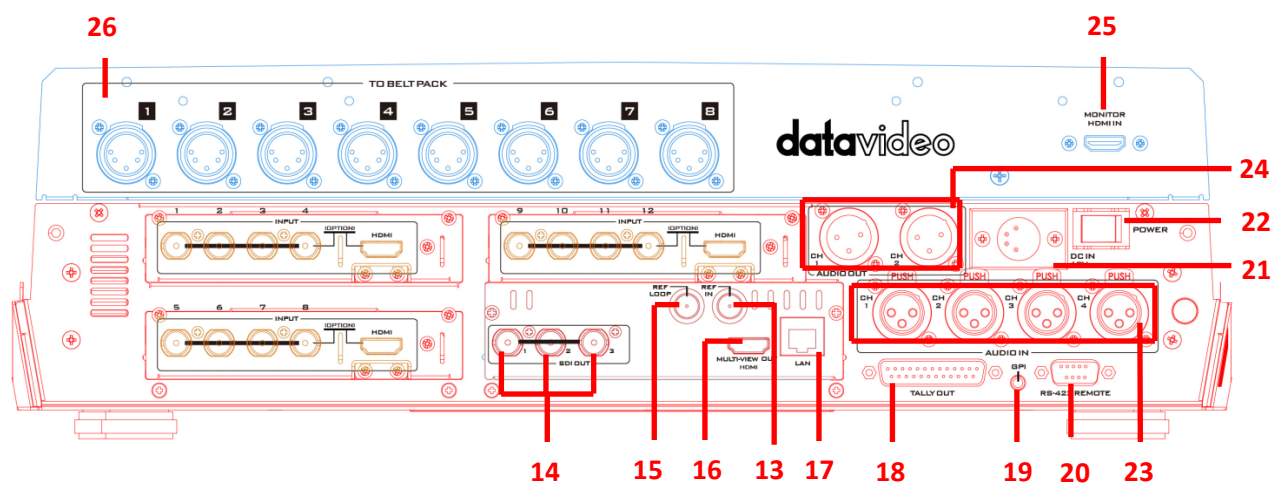 26
25
TO BELT PACK
1 2 3 4 5 6 7 8
MONITOR
HDMI IN
datavideo
24
1 2 3 4
INPUT
(OPTION)
HDMI
9 10 11 12
INPUT
(OPTION)
HDMI
CH
1
CH
2
AUDIO OUT
POWER
22
DC IN
21
5 6 7 8
INPUT
(OPTION)
HDMI
REF
LOOP
REF
IN
PUSH PUSH PUSH PUSH
CH
1
CH
2
CH
3
CH
4
1 2 3
SDI OUT
MULTI-VIEW OUT
HDMI
LAN
AUDIO IN
TALLY OUT
GPI
RS-422 REMOTE
14 15 16 13 17 18 19 20 23